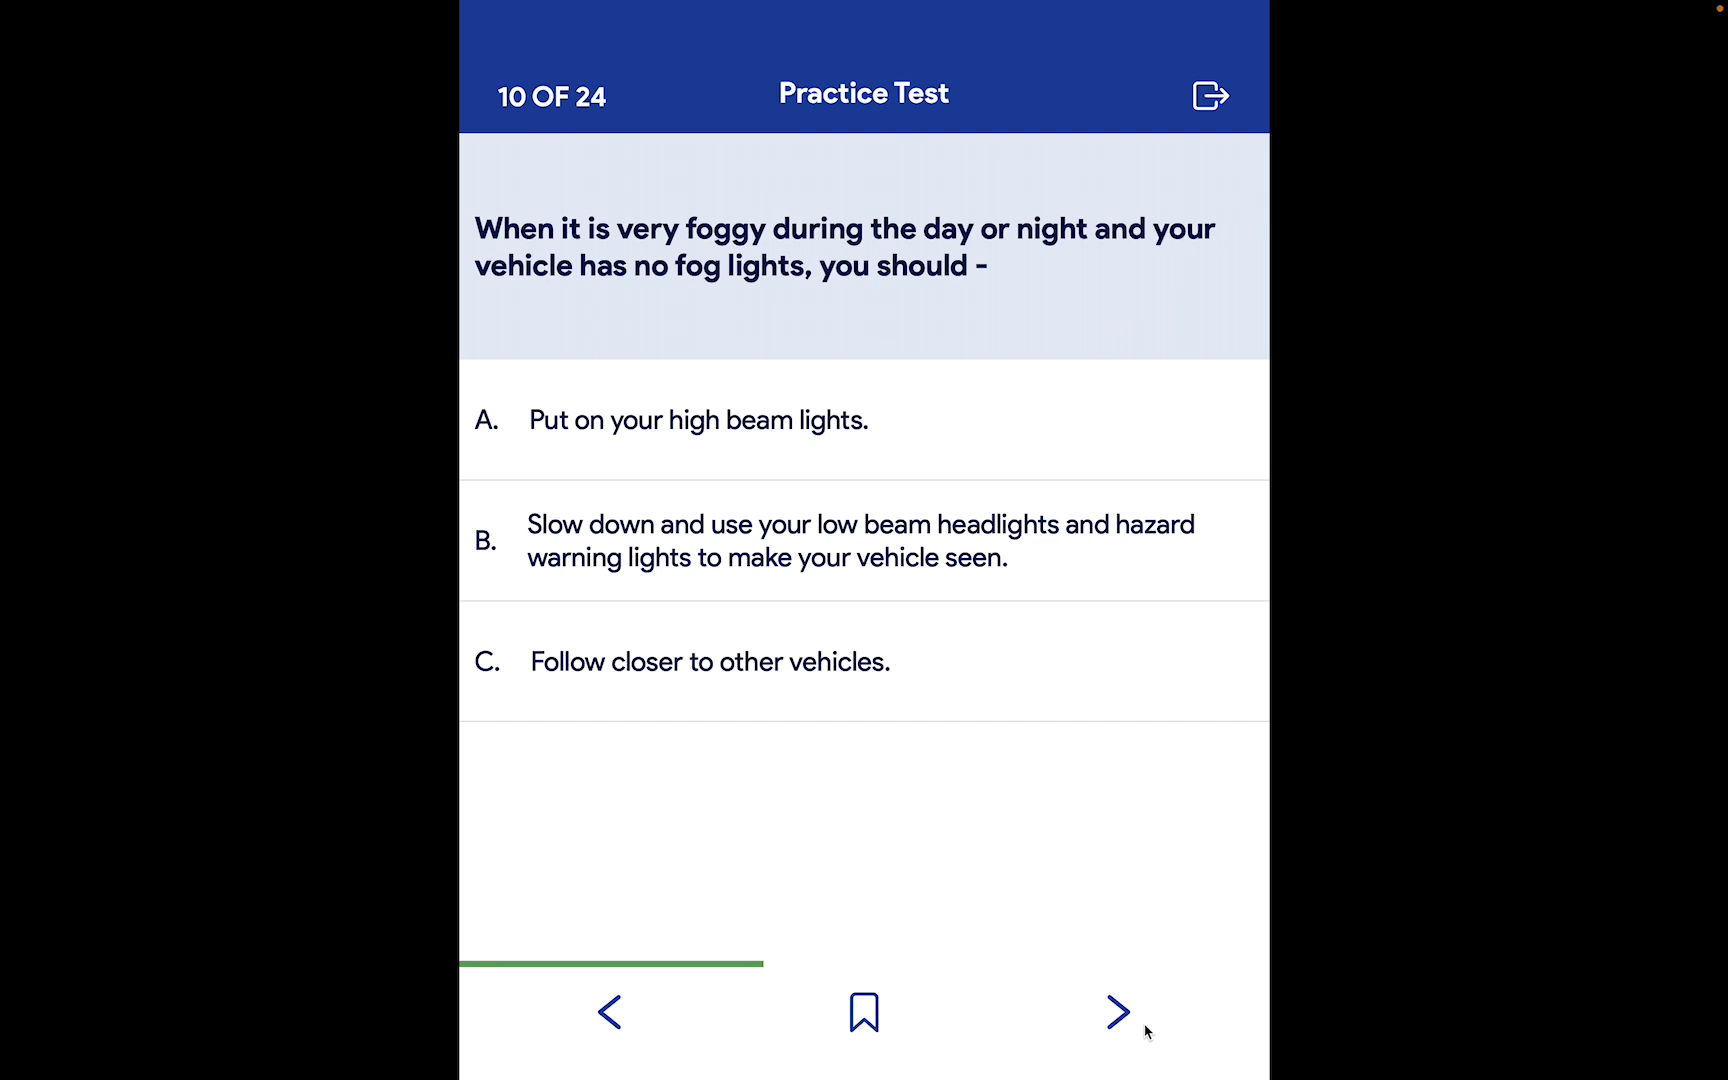 10 OF 24
Practice Test
When it is very foggy during the day or night and your
vehicle has no fog lights, you should -
A. Put on your high beam lights.
B. Slow down and use your low beam headlights and hazard
warning lights to make your vehicle seen.
C. Follow closer to other vehicles.